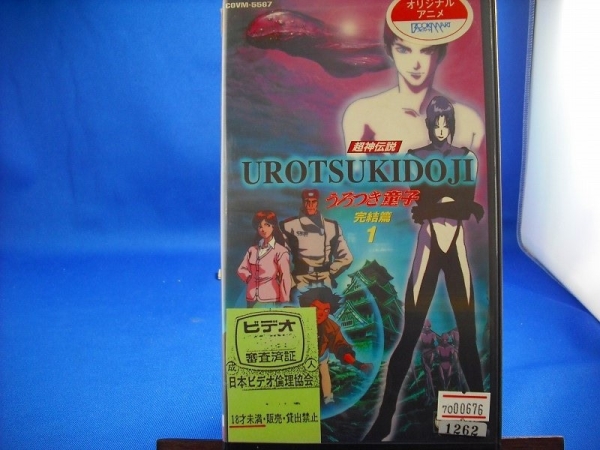 COVM-5567
オリジナル
アニメ
超神伝説
UROTSUKIDOJI
うろつき童子
完結篇
1
ビデオ
審査済証
成 人
日本ビデオ倫理協会
18才未満・販売・貸出禁止
7000676
1262